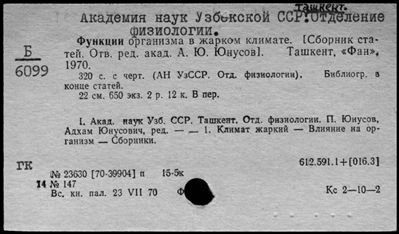 Ташкент.
Академия наук Узбекской ССР. Отделение
физиологии.
Функции организма в жарком климате. [Сборник ста-
тей. Отв. ред. акад. А. Ю. Юнусов]. Ташкент, «Фан»,
1970.
Б
6099
320 с. с черт. (АН УзССР. Отд. физиологии). Библиогр. в
конце статей.
22 см. 650 экз. 2 р. 12 к. В пер.
1. Акад. наук Узб. ССР. Ташкент. Отд. физиологии. П. Юнусов,
Адхам Юнусович, ред. — — 1. Климат жаркий — Влияние на ор-
ганизм — Сборники.
612.591.1+[016.3]
ГК
№ 23630 [70-39904] п 15-5к
14 № 147
Вс. кн. пал. 23 VII 70 Ф Кс 2—10—2